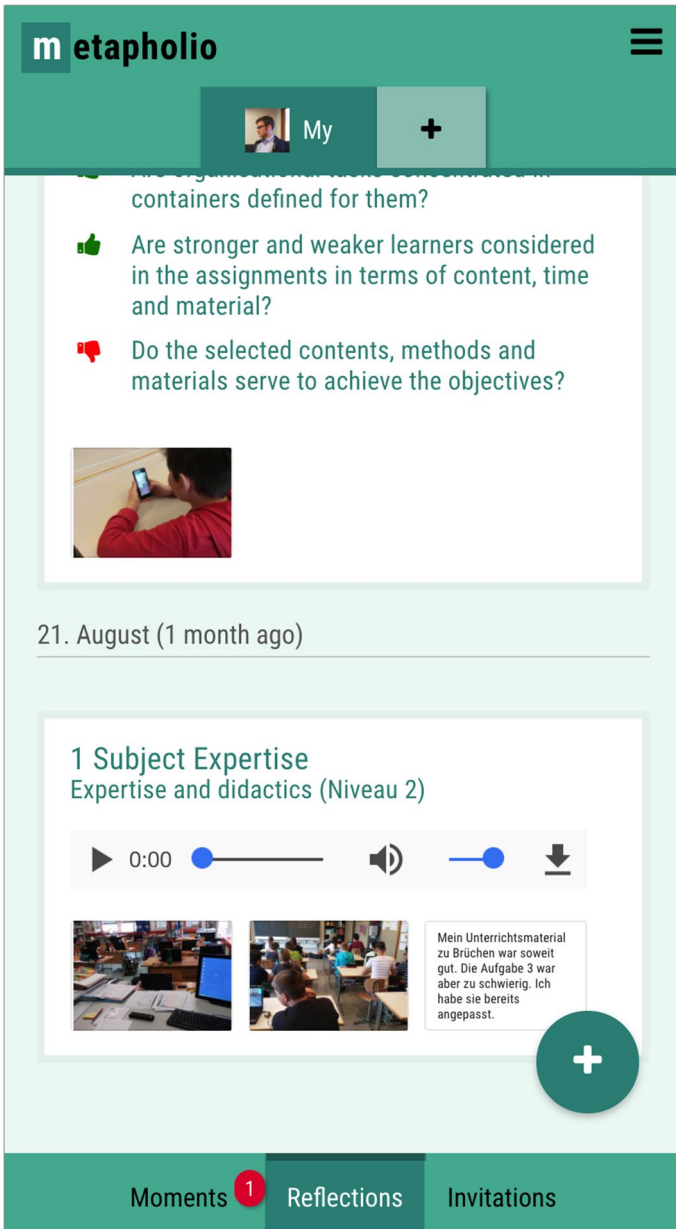 metapholio
My
containers defined for them?
Are stronger and weaker learners considered
in the assignments in terms of content, time
and material?
Do the selected contents, methods and
materials serve to achieve the objectives?
21. August (1 month ago)
1 Subject Expertise
Expertise and didactics (Niveau 2)
0:00
Mein Unterrichtsmaterial
zu Brüchen war soweit
gut. Die Aufgabe 3 war
aber zu schwierig. Ich
habe sie bereits
angepasst.
Moments 1 Reflections Invitations